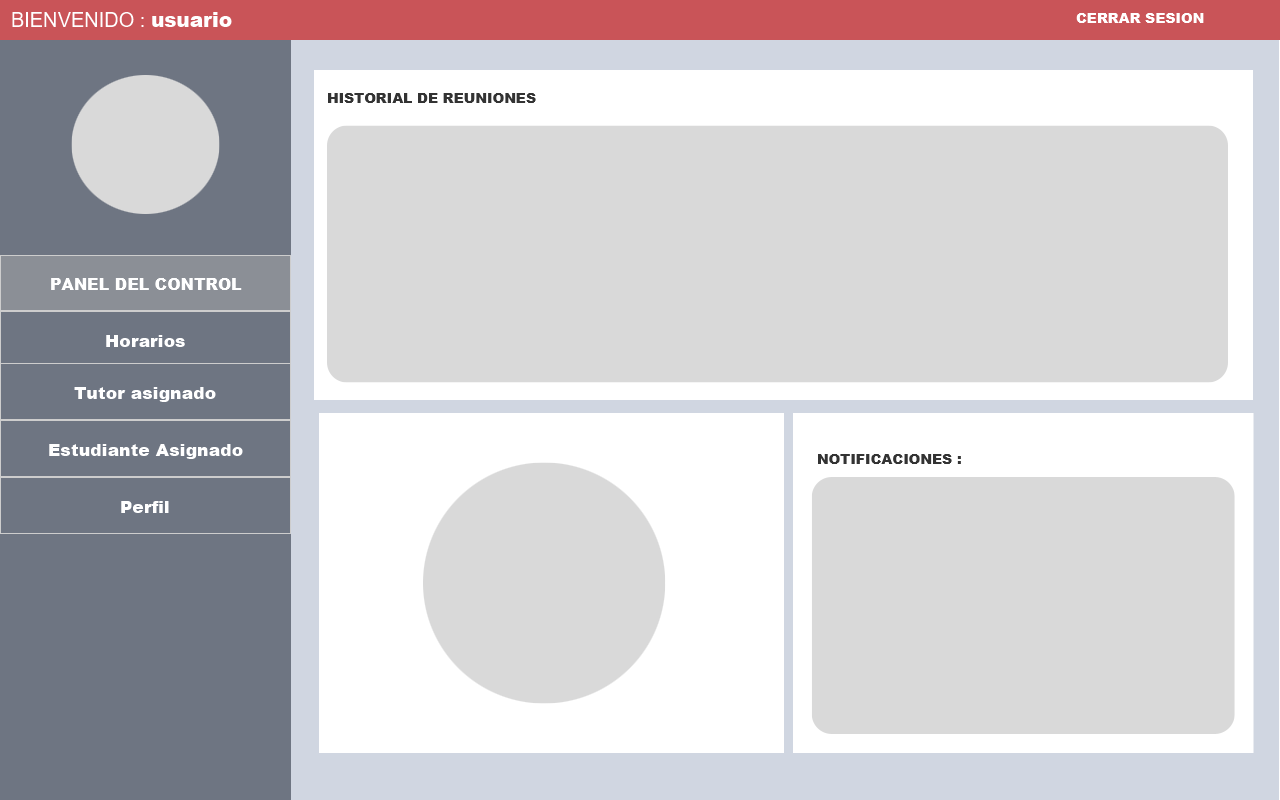 BIENVENIDO : usuario
CERRAR SESION
PANEL DEL CONTROL
Horarios
Tutor asignado
Estudiante Asignado
Perfil
HISTORIAL DE REUNIONES
NOTIFICACIONES :